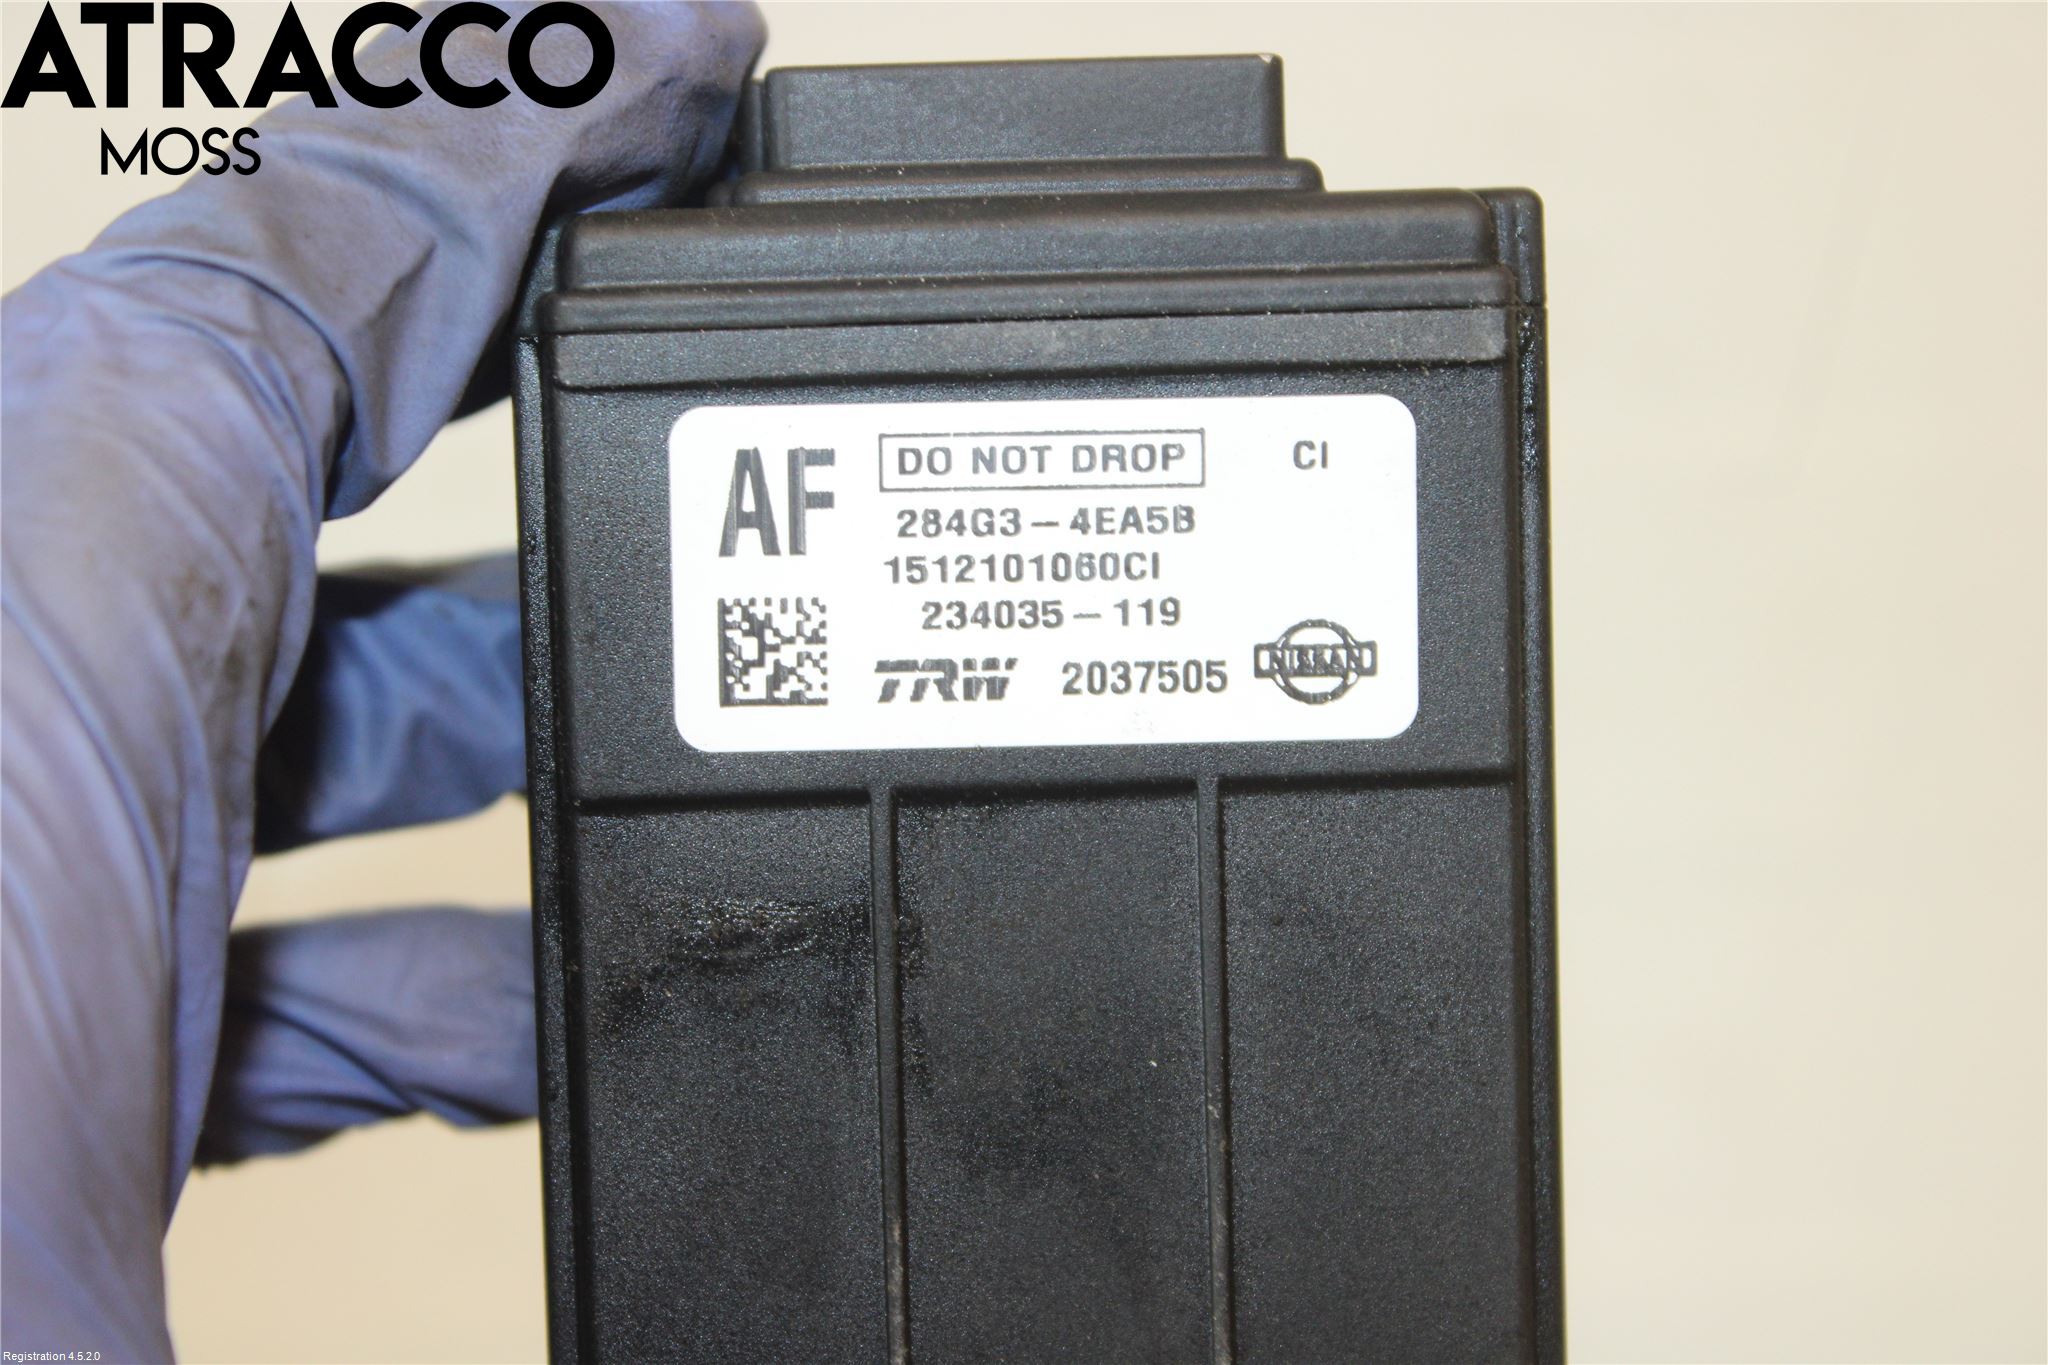 ATRACCO
MOSS
AF
DO NOT DROP
CI
284G3-4EA5B
1512101060CI
234035-119
TRW 2037505 NISSAN
Registration 4.5.2.0